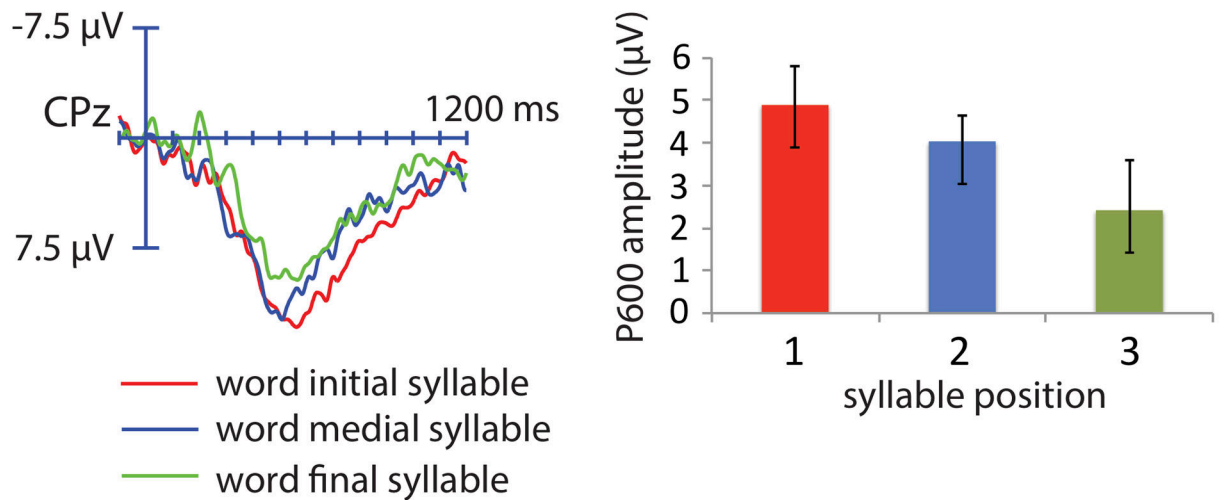 -7.5 µV
CPz
1200 ms
7.5 µV
word initial syllable
word medial syllable
word final syllable
P600 amplitude (µV)
6
5
4
3
2
1
0
1 2 3
syllable position